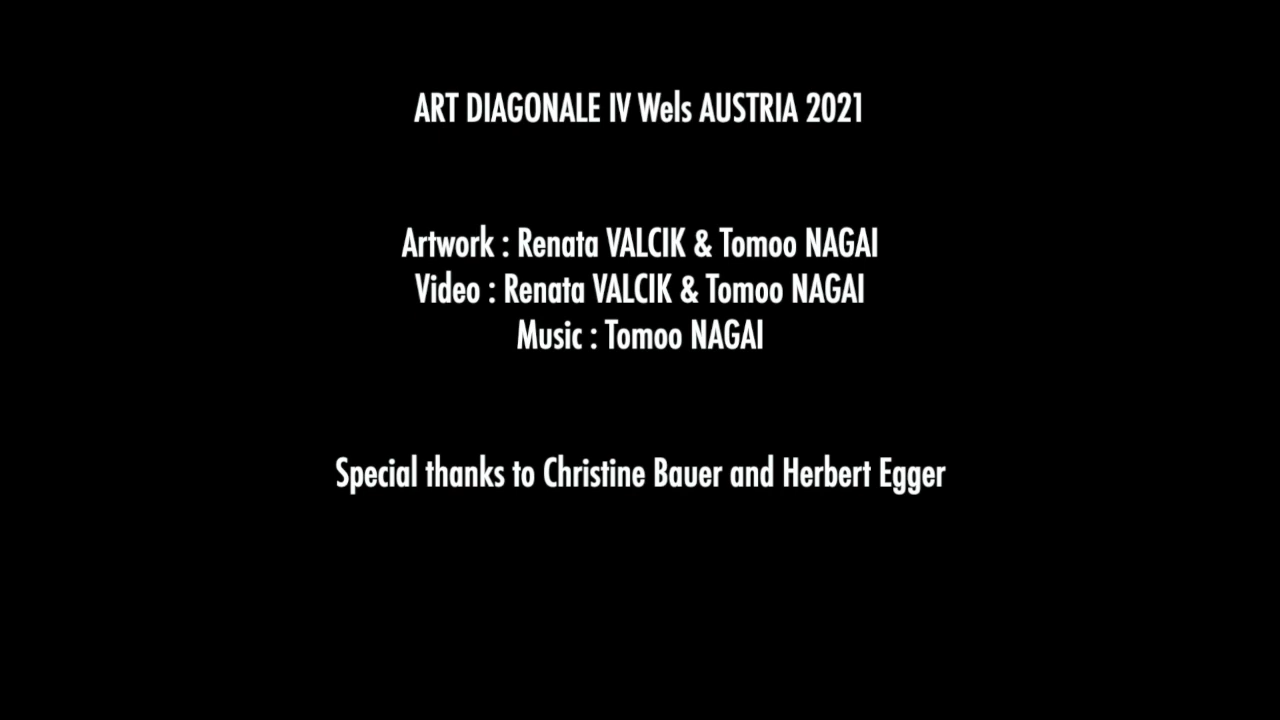 ART DIAGONALE IV Wels AUSTRIA 2021
Artwork : Renata VALCIK & Tomoo NAGAI
Video : Renata VALCIK & Tomoo NAGAI
Music : Tomoo NAGAI
Special thanks to Christine Bauer and Herbert Egger